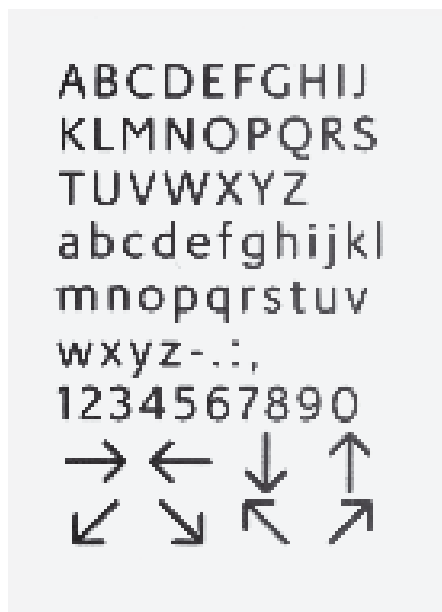 ABCDEFGHIJ
KLMNOPQRS
TUVWXYZ
abcdefghijkl
mnopqrstuv
wxyz-.:,
1234567890
→ ← ↓ ↑
↙ ↘ ↖ ↗